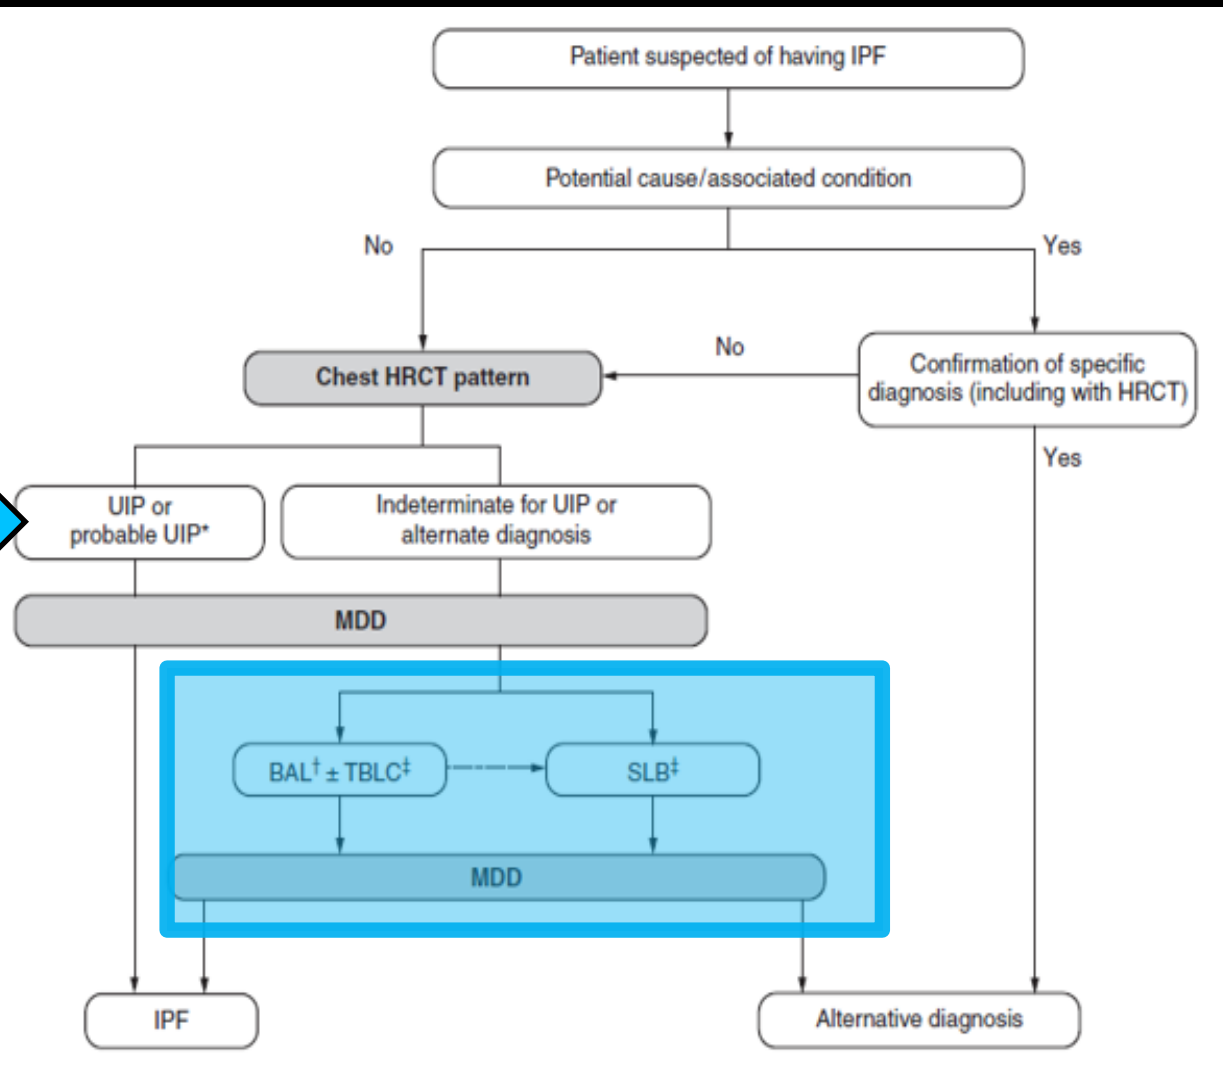 Patient suspected of having IPF
Potential cause/associated condition
No
Yes
No
Confirmation of specific
diagnosis (including with HRCT)
Chest HRCT pattern
Yes
UIP or
probable UIP*
Indeterminate for UIP or
alternate diagnosis
MDD
BAL† ± TBLC‡
SLB‡
MDD
IPF
Alternative diagnosis